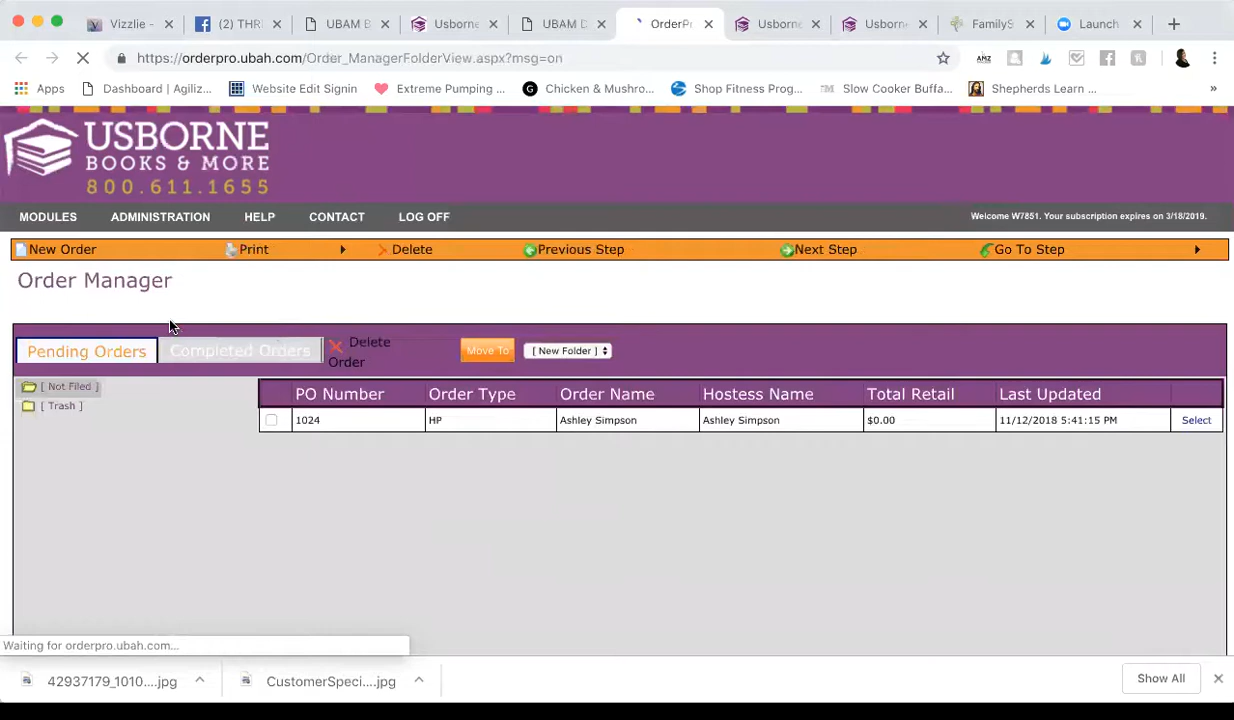 Vizzlie -
(2) THR
UBAM B
Usborne
UBAM D
OrderPr
Usborne
Usborne
FamilyS
Launch
https://orderpro.ubah.com/Order_ManagerFolderView.aspx?msg=on
Apps
Dashboard | Agiliz...
Website Edit Signin
Extreme Pumping ...
Chicken & Mushro...
Shop Fitness Prog...
Slow Cooker Buffa...
Shepherds Learn ...
USBORNE
BOOKS & MORE
800.611.1655
MODULES ADMINISTRATION HELP CONTACT LOG OFF
Welcome W7851. Your subscription expires on 3/18/2019.
New Order Print Delete Previous Step Next Step Go To Step
Order Manager
Pending Orders Completed Orders Delete Order Move To [ New Folder ]
[ Not Filed ]
[ Trash ]
PO Number Order Type Order Name Hostess Name Total Retail Last Updated
1024 HP Ashley Simpson Ashley Simpson $0.00 11/12/2018 5:41:15 PM Select
Waiting for orderpro.ubah.com...
42937179_1010....jpg
CustomerSpeci....jpg
Show All